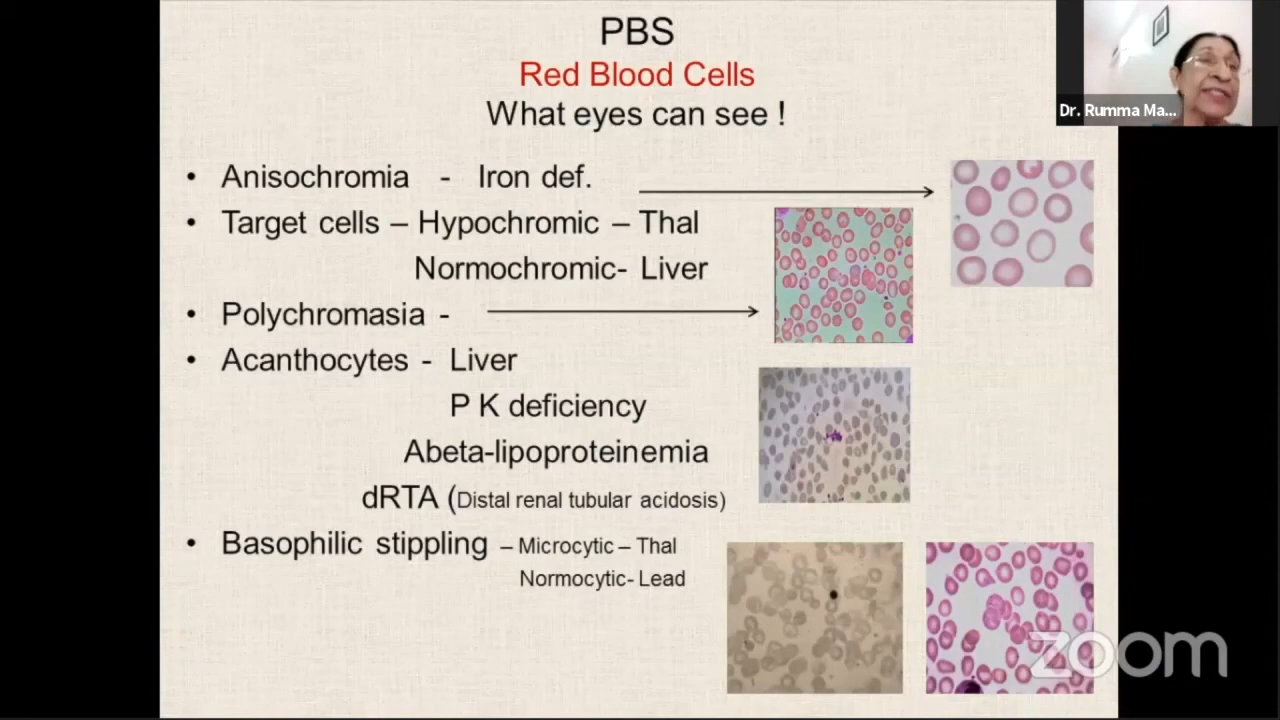 PBS
Red Blood Cells
What eyes can see !
Dr. Rumma Ma...
• Anisochromia - Iron def.
• Target cells – Hypochromic – Thal
Normochromic- Liver
• Polychromasia -
• Acanthocytes - Liver
P K deficiency
Abeta-lipoproteinemia
dRTA (Distal renal tubular acidosis)
• Basophilic stippling – Microcytic – Thal
Normocytic- Lead
zoom